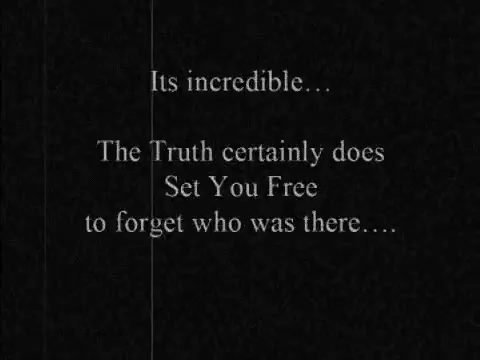 Its incredible…
The Truth certainly does
Set You Free
to forget who was there….